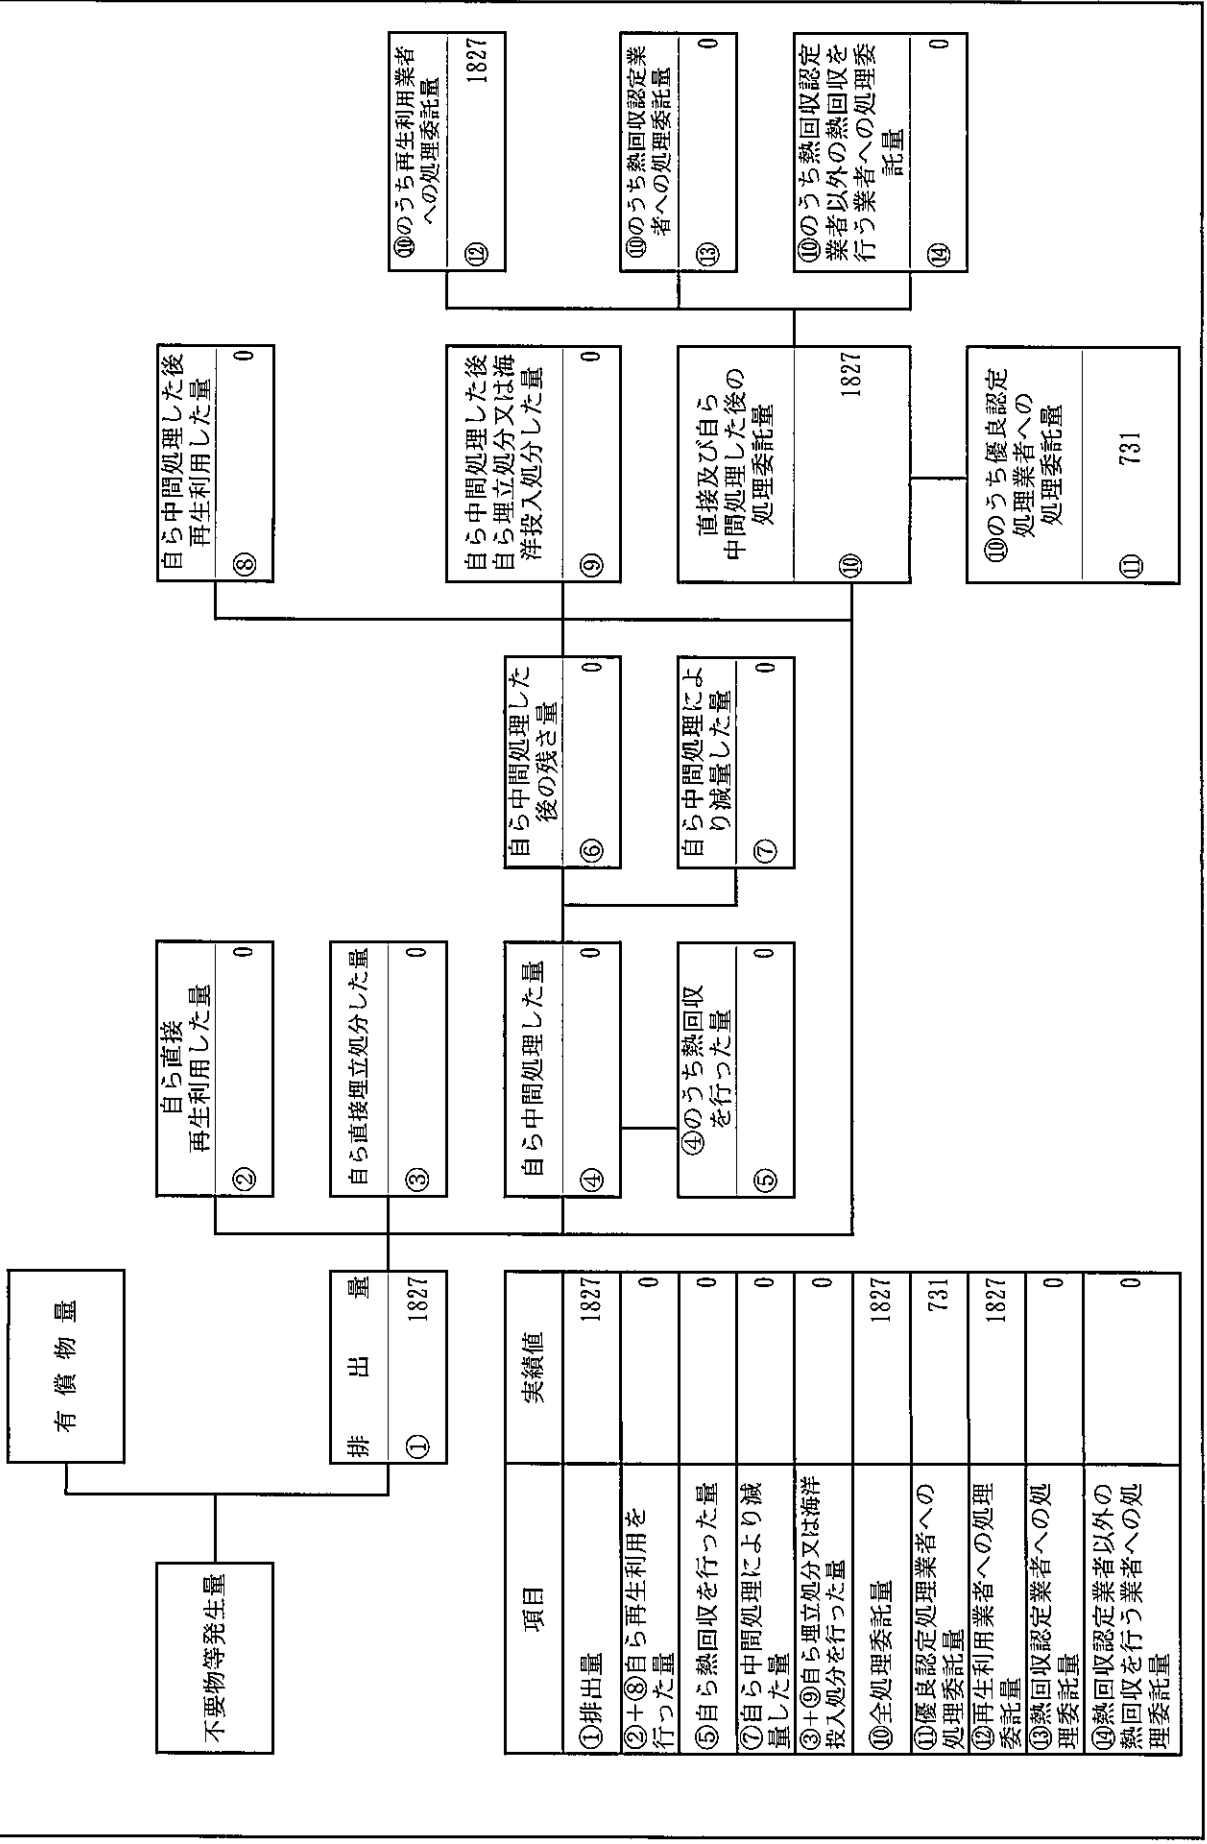 不要物等発生量
有償物量
排出量
① 1827
自ら直接
再生利用した量
② 0
自ら直接埋立処分した量
③ 0
自ら中間処理した量
④ 0
④のうち熱回収
を行った量
⑤ 0
自ら中間処理した
後の残さ量
⑥ 0
自ら中間処理によ
り減量した量
⑦ 0
自ら中間処理した後
再生利用した量
⑧ 0
自ら中間処理した後
自ら埋立処分又は海
洋投入処分した量
⑨ 0
直接及び自ら
中間処理した後の
処理委託量
⑩ 1827
⑩のうち優良認定
処理業者への
処理委託量
⑪ 731
⑩のうち再生利用業者
への処理委託量
⑫ 1827
⑩のうち熱回収認定業
者への処理委託量
⑬ 0
⑩のうち熱回収認定
業者以外の熱回収を
行う業者への処理委
託量
⑭ 0
項目 実績値
①排出量 1827
②+⑧自ら再生利用を
行った量 0
⑤自ら熱回収を行った量 0
⑦自ら中間処理により減
量した量 0
③+⑨自ら埋立処分又は海洋
投入処分を行った量 0
⑩全処理委託量 1827
⑪優良認定処理業者への
処理委託量 731
⑫再生利用業者への処理
委託量 1827
⑬熱回収認定業者への処
理委託量 0
⑭熱回収認定業者以外の
熱回収を行う業者への処
理委託量 0